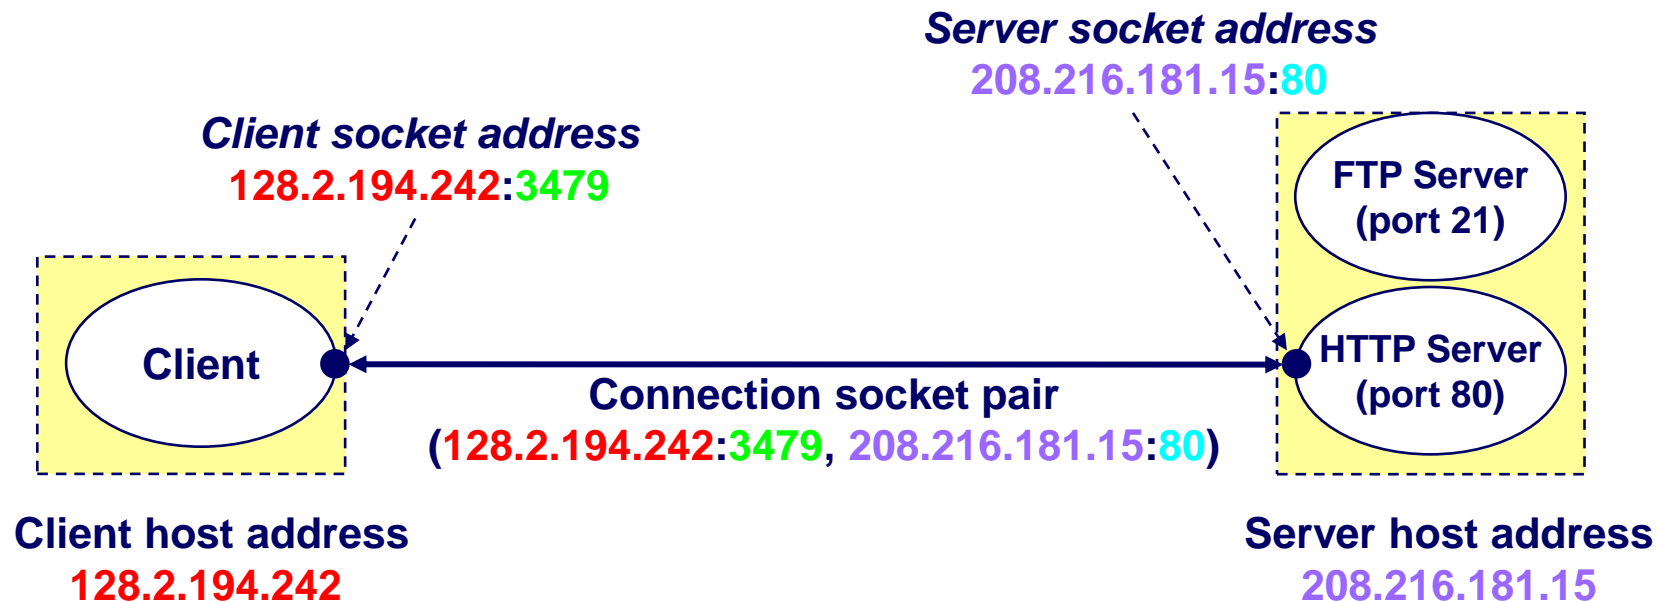 Server socket address
208.216.181.15:80
Client socket address
128.2.194.242:3479
FTP Server
(port 21)
Client
HTTP Server
(port 80)
Connection socket pair
(128.2.194.242:3479, 208.216.181.15:80)
Client host address
128.2.194.242
Server host address
208.216.181.15